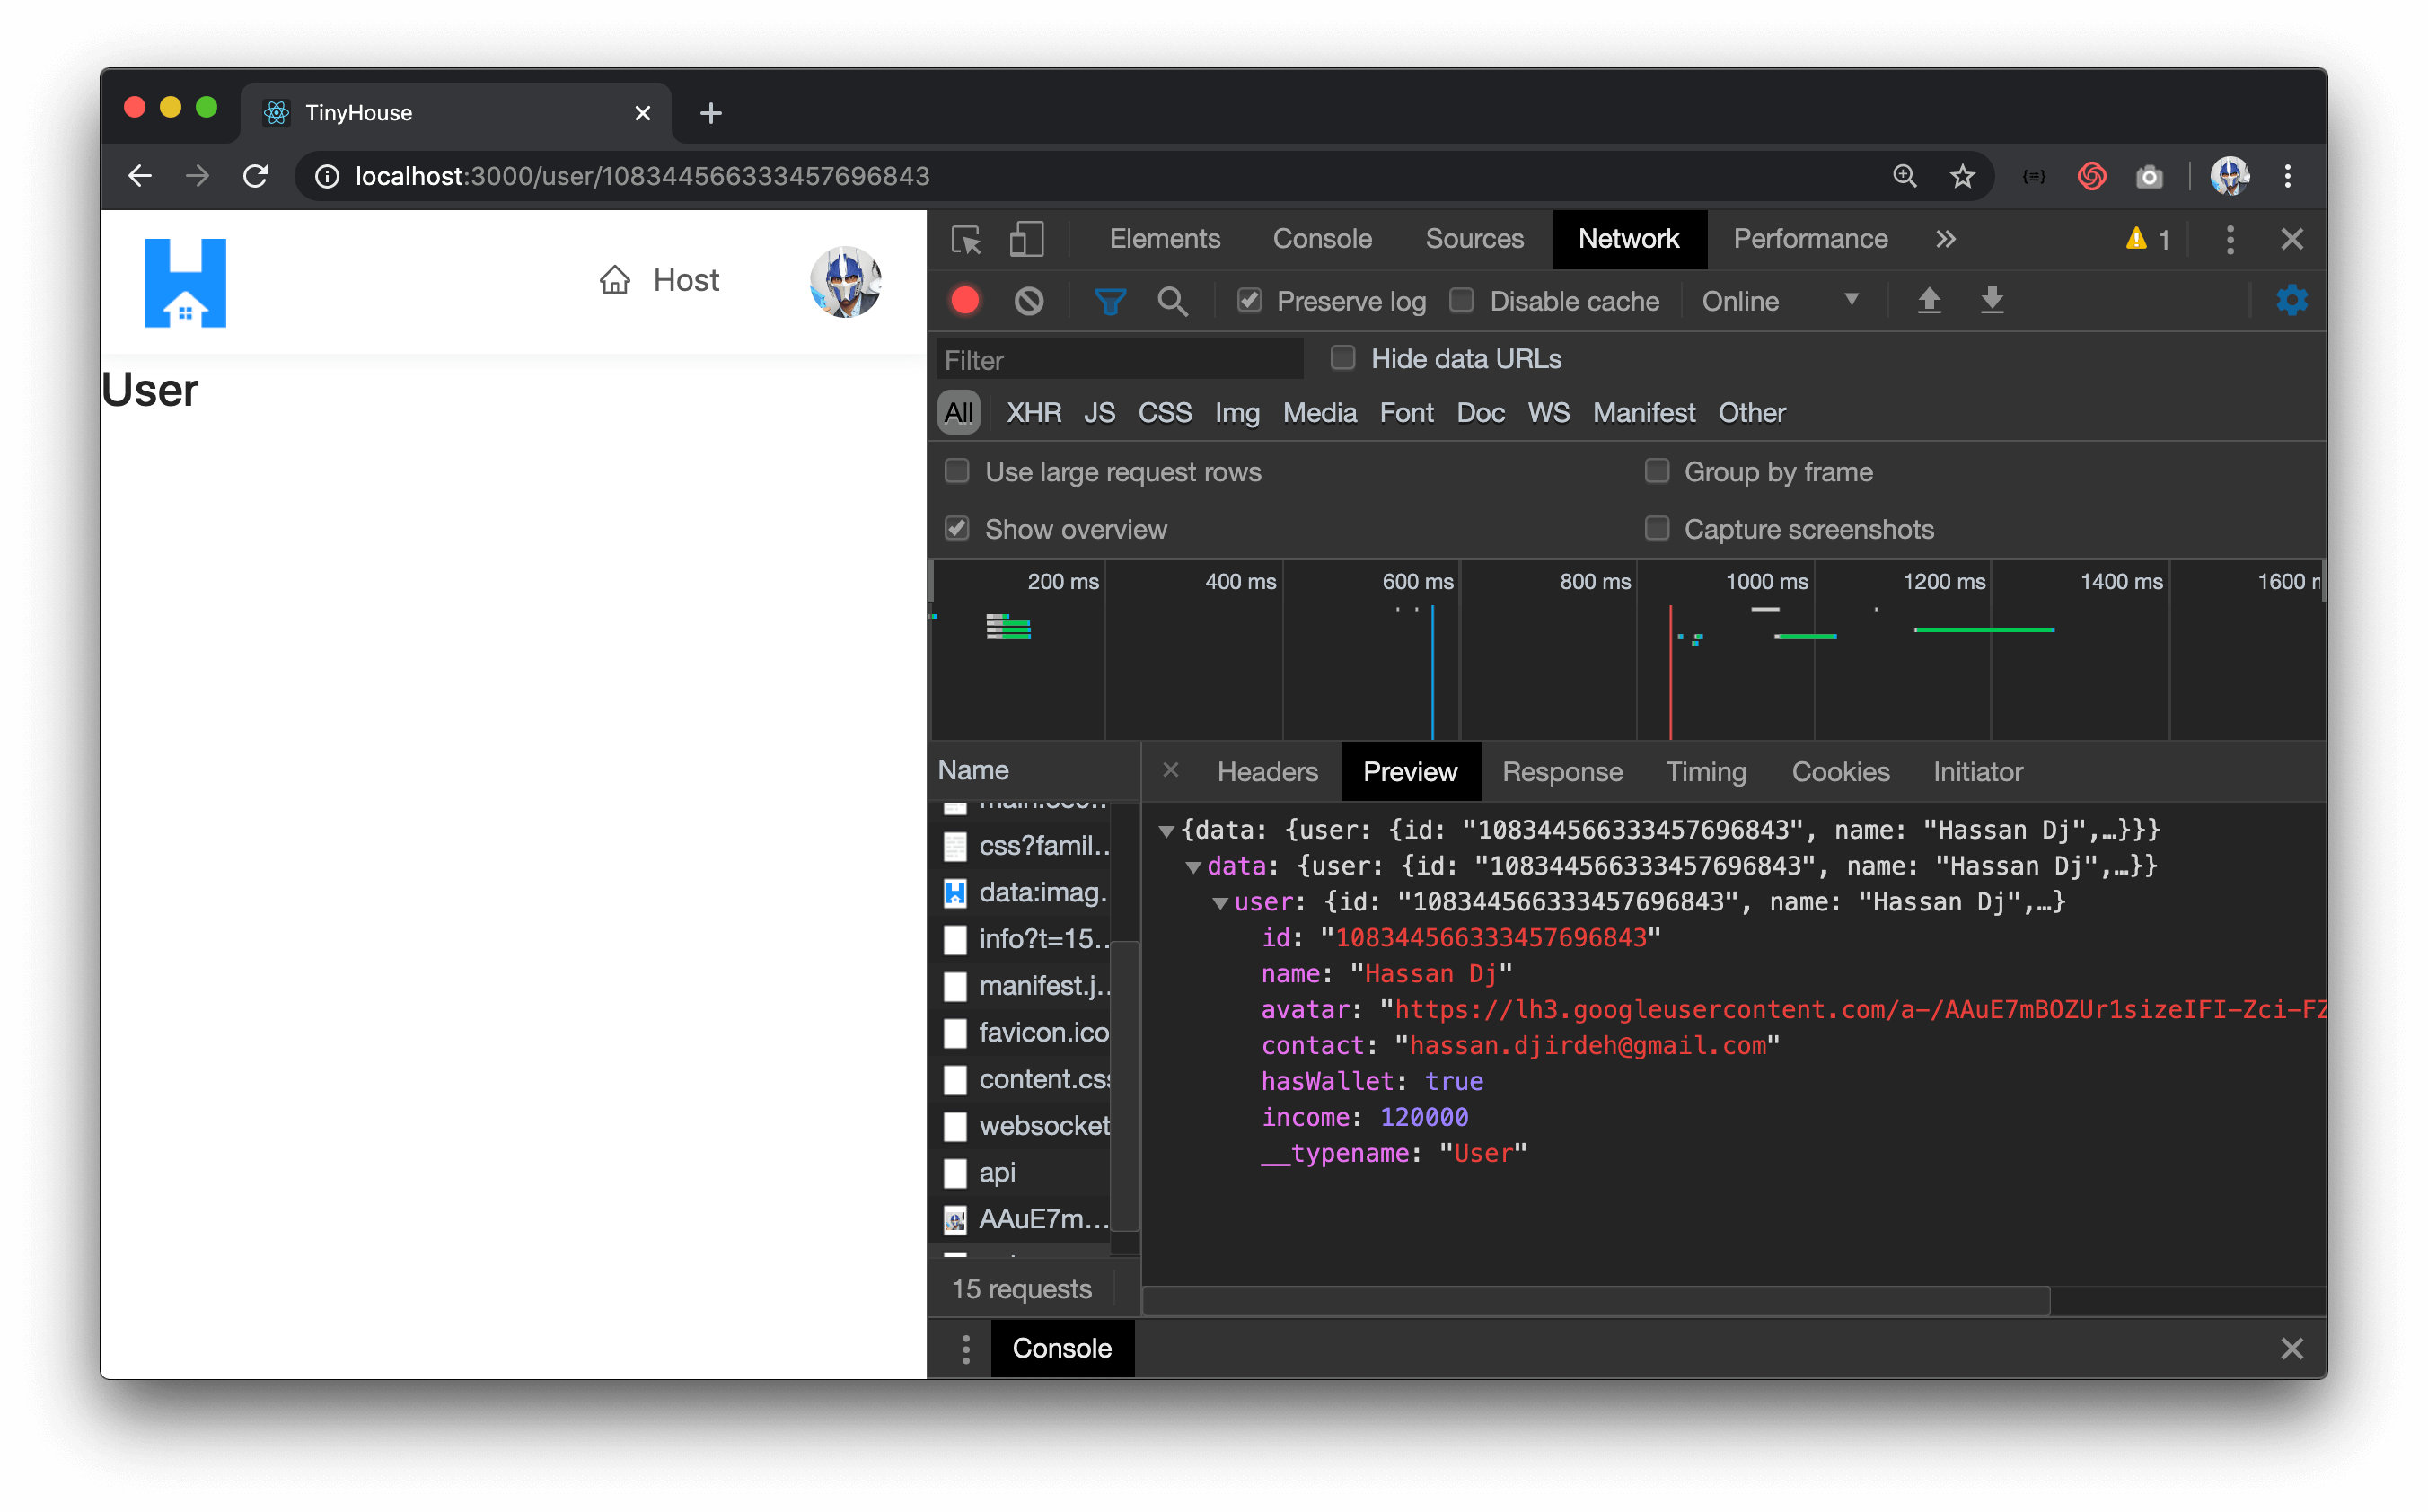 TinyHouse
localhost:3000/user/108344566333457696843
Host
User
Elements Console Sources Network Performance 1
Preserve log Disable cache Online
Filter Hide data URLs
All XHR JS CSS Img Media Font Doc WS Manifest Other
Use large request rows Group by frame
Show overview Capture screenshots
200 ms 400 ms 600 ms 800 ms 1000 ms 1200 ms 1400 ms 1600
Name
Headers Preview Response Timing Cookies Initiator
css?famil…
data:imag.
info?t=15…
manifest.j…
favicon.ico
content.css
websocket
api
AAuE7m…
15 requests
{data: {user: {id: "108344566333457696843", name: "Hassan Dj",…}}}
data: {user: {id: "108344566333457696843", name: "Hassan Dj",…}}
user: {id: "108344566333457696843", name: "Hassan Dj",…}
id: "108344566333457696843"
name: "Hassan Dj"
avatar: "https://lh3.googleusercontent.com/a-/AAuE7mBOZUr1sizeIFI-Zci-FZ
contact: "hassan.djirdeh@gmail.com"
hasWallet: true
income: 120000
__typename: "User"
Console